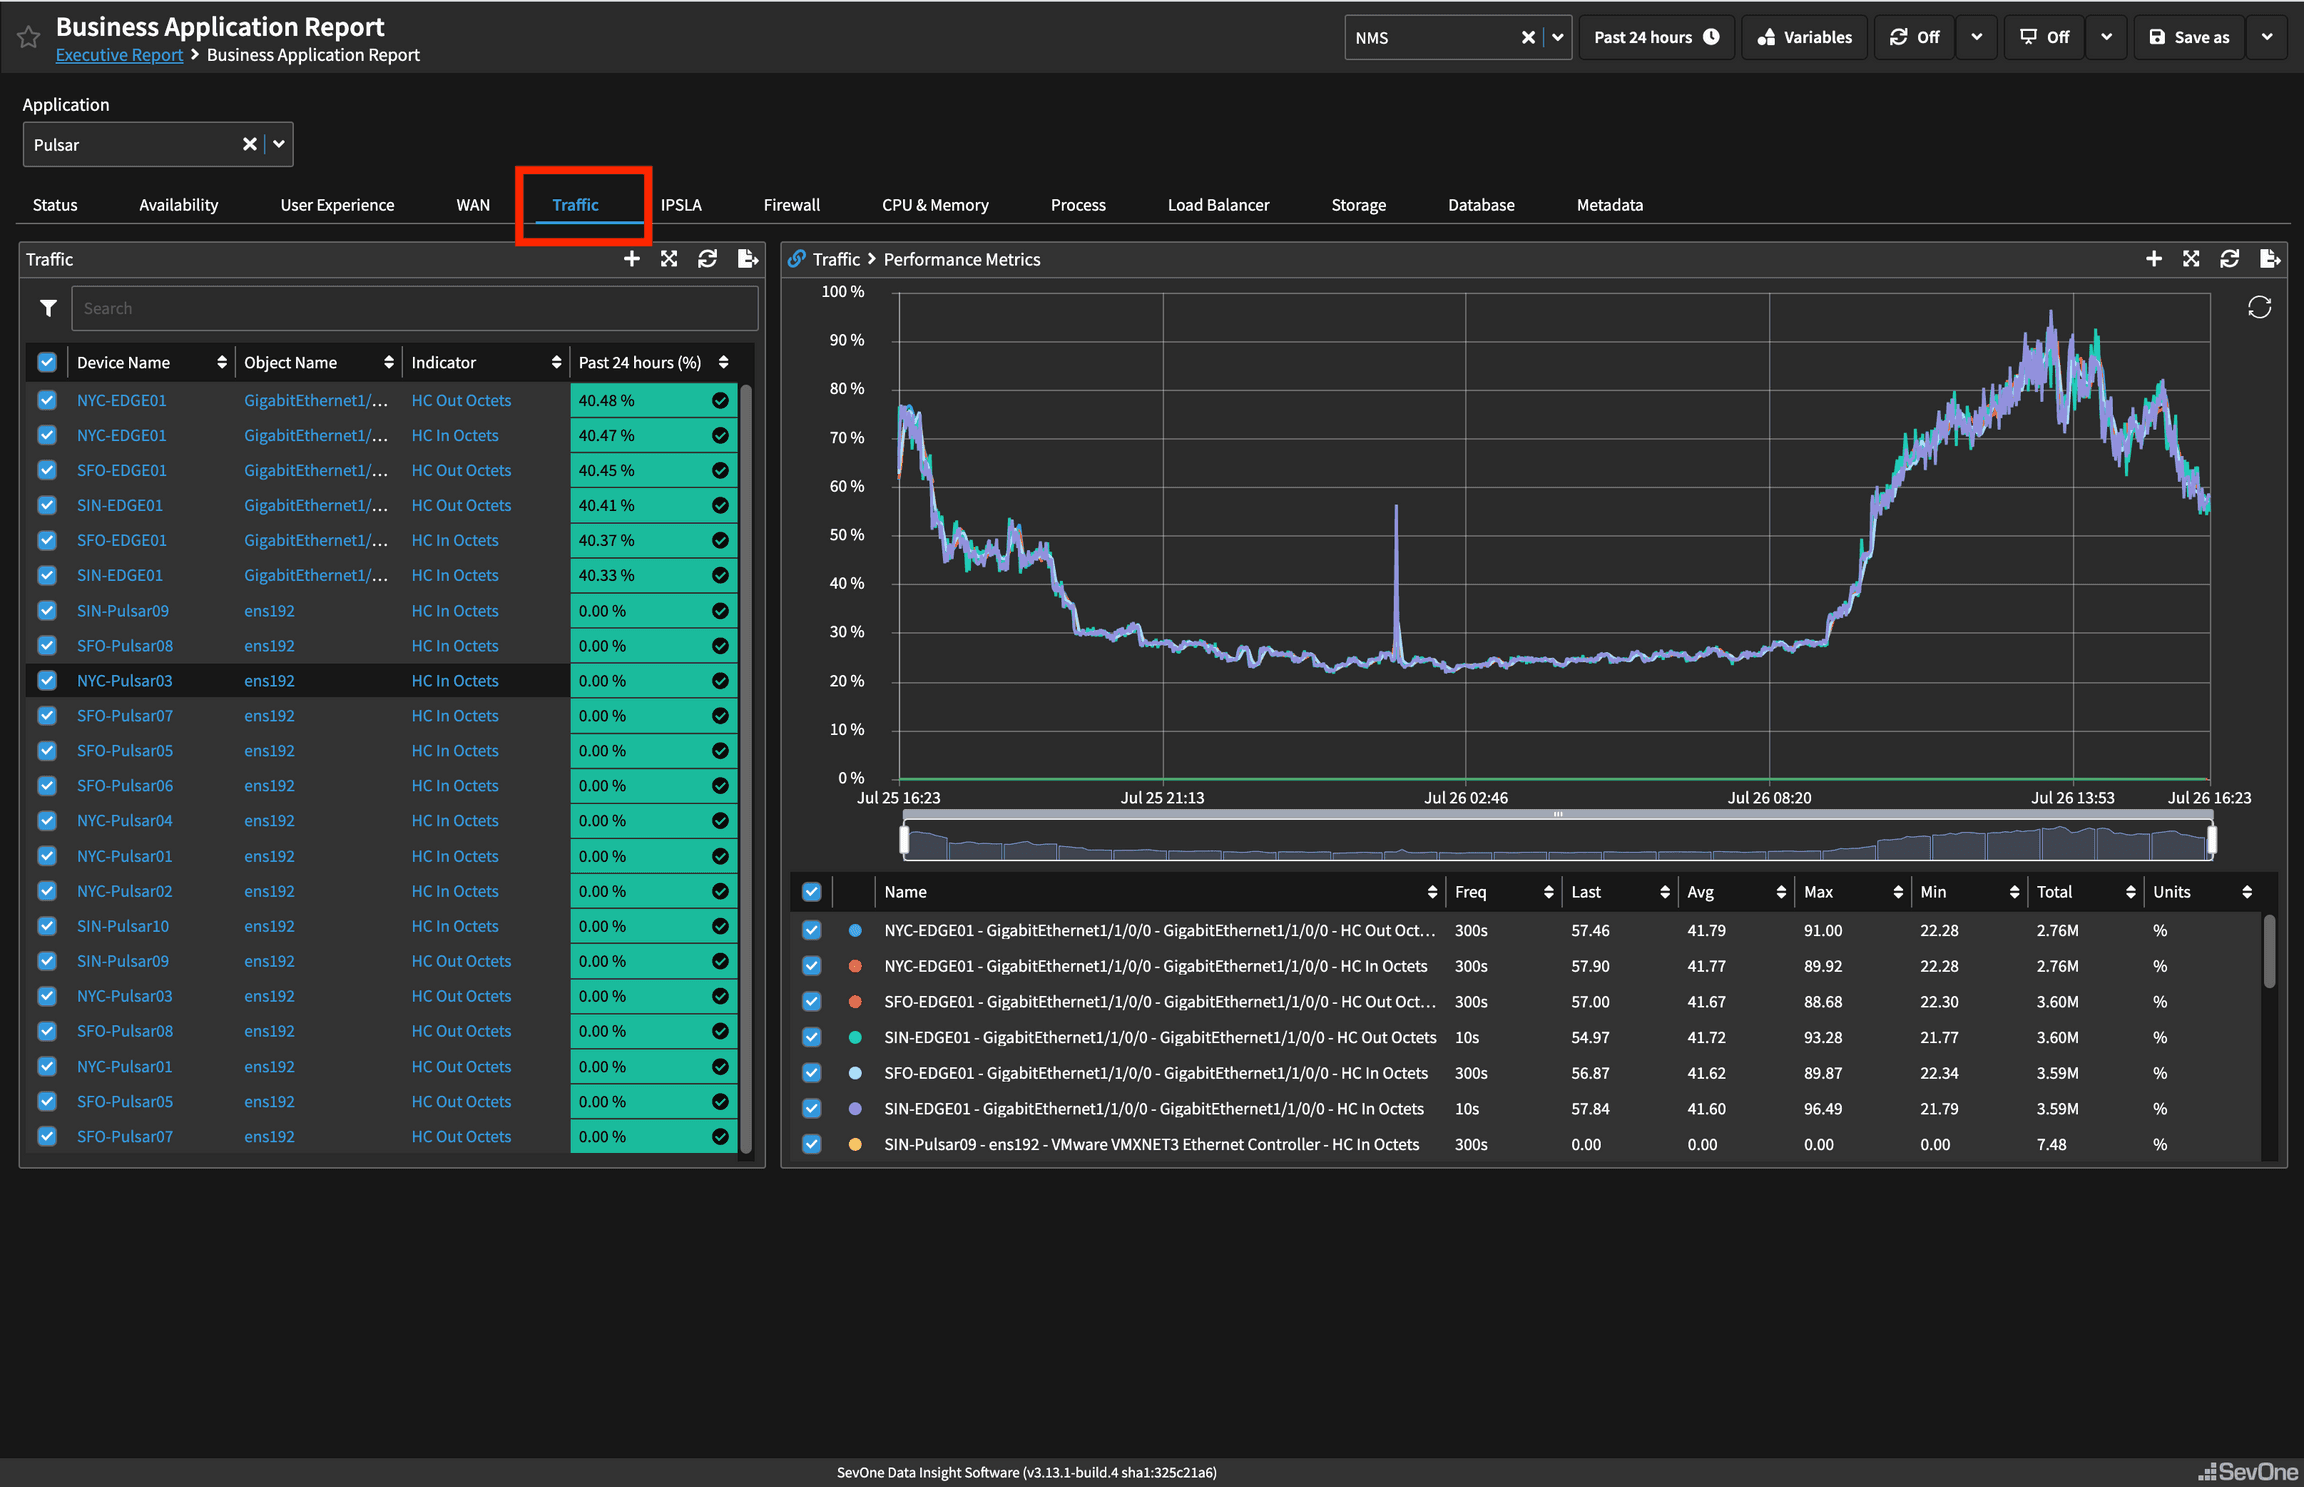 Business Application Report
Executive Report > Business Application Report
NMS
Past 24 hours
Variables
Off
Off
Save as
Application
Pulsar
Status Availability User Experience WAN Traffic IPSLA Firewall CPU & Memory Process Load Balancer Storage Database Metadata
Traffic
Search
Device Name Object Name Indicator Past 24 hours (%)
NYC-EDGE01 GigabitEthernet1/... HC Out Octets 40.48 %
NYC-EDGE01 GigabitEthernet1/... HC In Octets 40.47 %
SFO-EDGE01 GigabitEthernet1/... HC Out Octets 40.45 %
SIN-EDGE01 GigabitEthernet1/... HC Out Octets 40.41 %
SFO-EDGE01 GigabitEthernet1/... HC In Octets 40.37 %
SIN-EDGE01 GigabitEthernet1/... HC In Octets 40.33 %
SIN-Pulsar09 ens192 HC In Octets 0.00 %
SFO-Pulsar08 ens192 HC In Octets 0.00 %
NYC-Pulsar03 ens192 HC In Octets 0.00 %
SFO-Pulsar07 ens192 HC In Octets 0.00 %
SFO-Pulsar05 ens192 HC In Octets 0.00 %
SFO-Pulsar06 ens192 HC In Octets 0.00 %
NYC-Pulsar04 ens192 HC In Octets 0.00 %
NYC-Pulsar01 ens192 HC In Octets 0.00 %
NYC-Pulsar02 ens192 HC In Octets 0.00 %
SIN-Pulsar10 ens192 HC In Octets 0.00 %
SIN-Pulsar09 ens192 HC Out Octets 0.00 %
NYC-Pulsar03 ens192 HC Out Octets 0.00 %
SFO-Pulsar08 ens192 HC Out Octets 0.00 %
NYC-Pulsar01 ens192 HC Out Octets 0.00 %
SFO-Pulsar05 ens192 HC Out Octets 0.00 %
SFO-Pulsar07 ens192 HC Out Octets 0.00 %
Traffic > Performance Metrics
100 %
90 %
80 %
70 %
60 %
50 %
40 %
30 %
20 %
10 %
0 %
Jul 25 16:23 Jul 25 21:13 Jul 26 02:46 Jul 26 08:20 Jul 26 13:53 Jul 26 16:23
Name Freq Last Avg Max Min Total Units
NYC-EDGE01 - GigabitEthernet1/1/0/0 - GigabitEthernet1/1/0/0 - HC Out Oct... 300s 57.46 41.79 91.00 22.28 2.76M %
NYC-EDGE01 - GigabitEthernet1/1/0/0 - GigabitEthernet1/1/0/0 - HC In Octets 300s 57.90 41.77 89.92 22.28 2.76M %
SFO-EDGE01 - GigabitEthernet1/1/0/0 - GigabitEthernet1/1/0/0 - HC Out Oct... 300s 57.00 41.67 88.68 22.30 3.60M %
SIN-EDGE01 - GigabitEthernet1/1/0/0 - GigabitEthernet1/1/0/0 - HC Out Octets 10s 54.97 41.72 93.28 21.77 3.60M %
SFO-EDGE01 - GigabitEthernet1/1/0/0 - GigabitEthernet1/1/0/0 - HC In Octets 300s 56.87 41.62 89.87 22.34 3.59M %
SIN-EDGE01 - GigabitEthernet1/1/0/0 - GigabitEthernet1/1/0/0 - HC In Octets 10s 57.84 41.60 96.49 21.79 3.59M %
SIN-Pulsar09 - ens192 - VMware VMXNET3 Ethernet Controller - HC In Octets 300s 0.00 0.00 0.00 0.00 7.48 %
SevOne Data Insight Software (v3.13.1-build.4 sha1:325c21a6)
SevOne